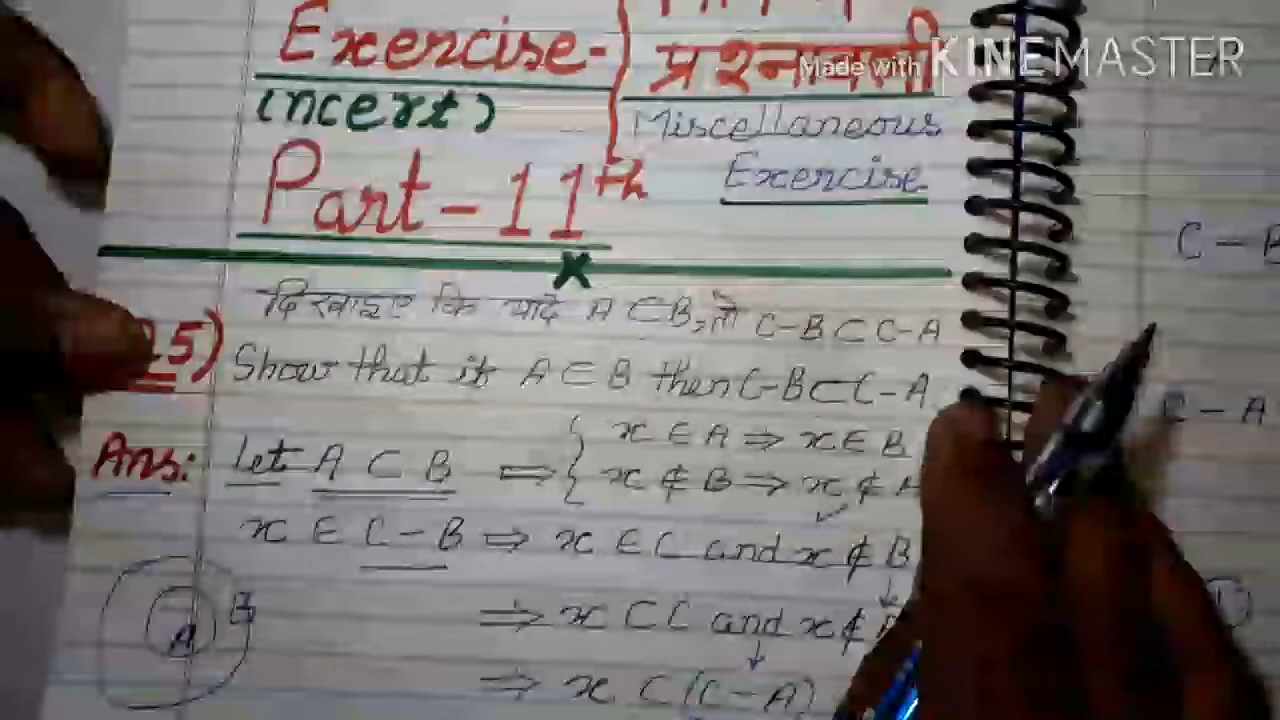 Exercise-
प्रश्नावली
Made with KINEMASTER
(ncert)
Miscellaneous
Exercise
Part-11th
दिखाइए कि यदि A⊂B, तो C-B⊂C-A
Q5)
Show that if A⊂B then C-B⊂C-A
Ans: let A ⊂ B ⇒ { x∈A ⇒ x∈B
x∉B ⇒ x∉A
x ∈ C-B ⇒ x∈C and x∉B
⇒ x⊂C and x∉
⇒ x⊂(C-A)
A
B
C-B
C-A